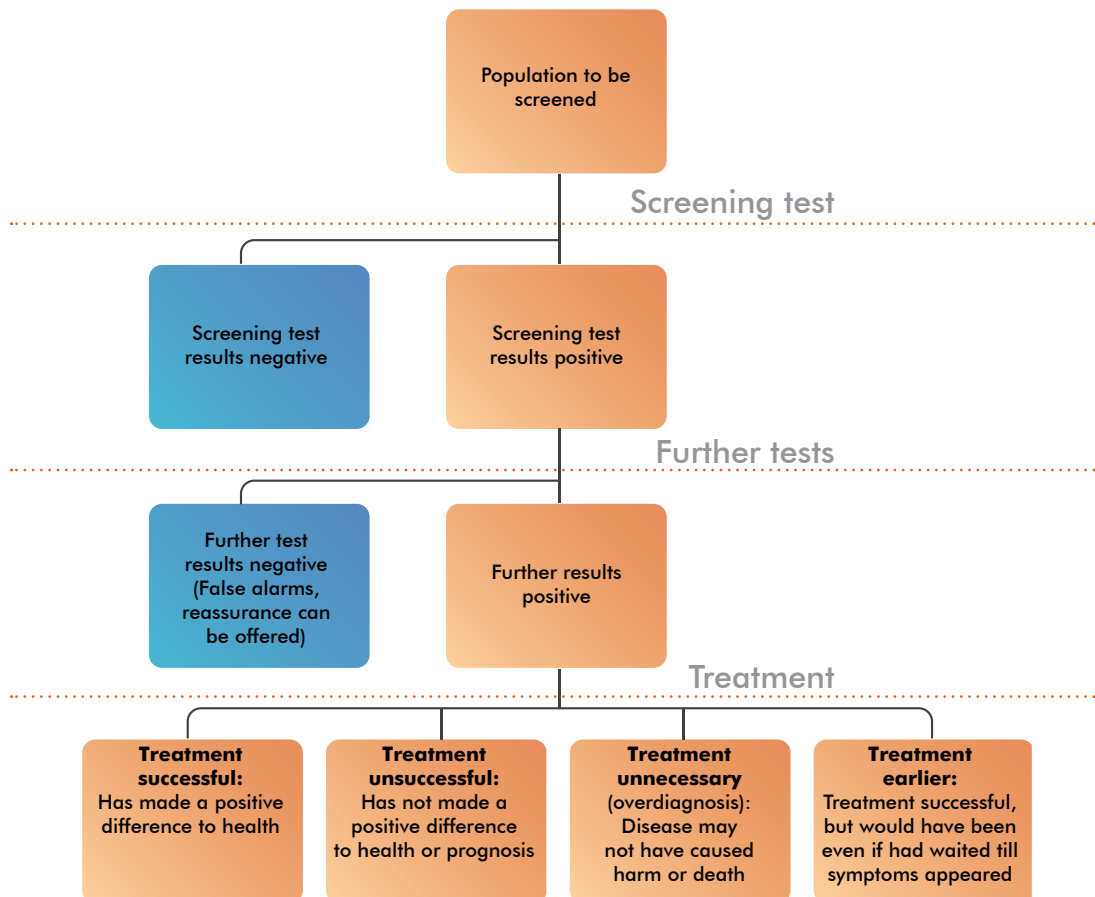 Population to be
screened
Screening test
Screening test
results negative
Screening test
results positive
Further tests
Further test
results negative
(False alarms,
reassurance can
be offered)
Further results
positive
Treatment
Treatment
successful:
Has made a positive
difference to health
Treatment
unsuccessful:
Has not made a
positive difference
to health or prognosis
Treatment
unnecessary
(overdiagnosis):
Disease may
not have caused
harm or death
Treatment
earlier:
Treatment successful,
but would have been
even if had waited till
symptoms appeared